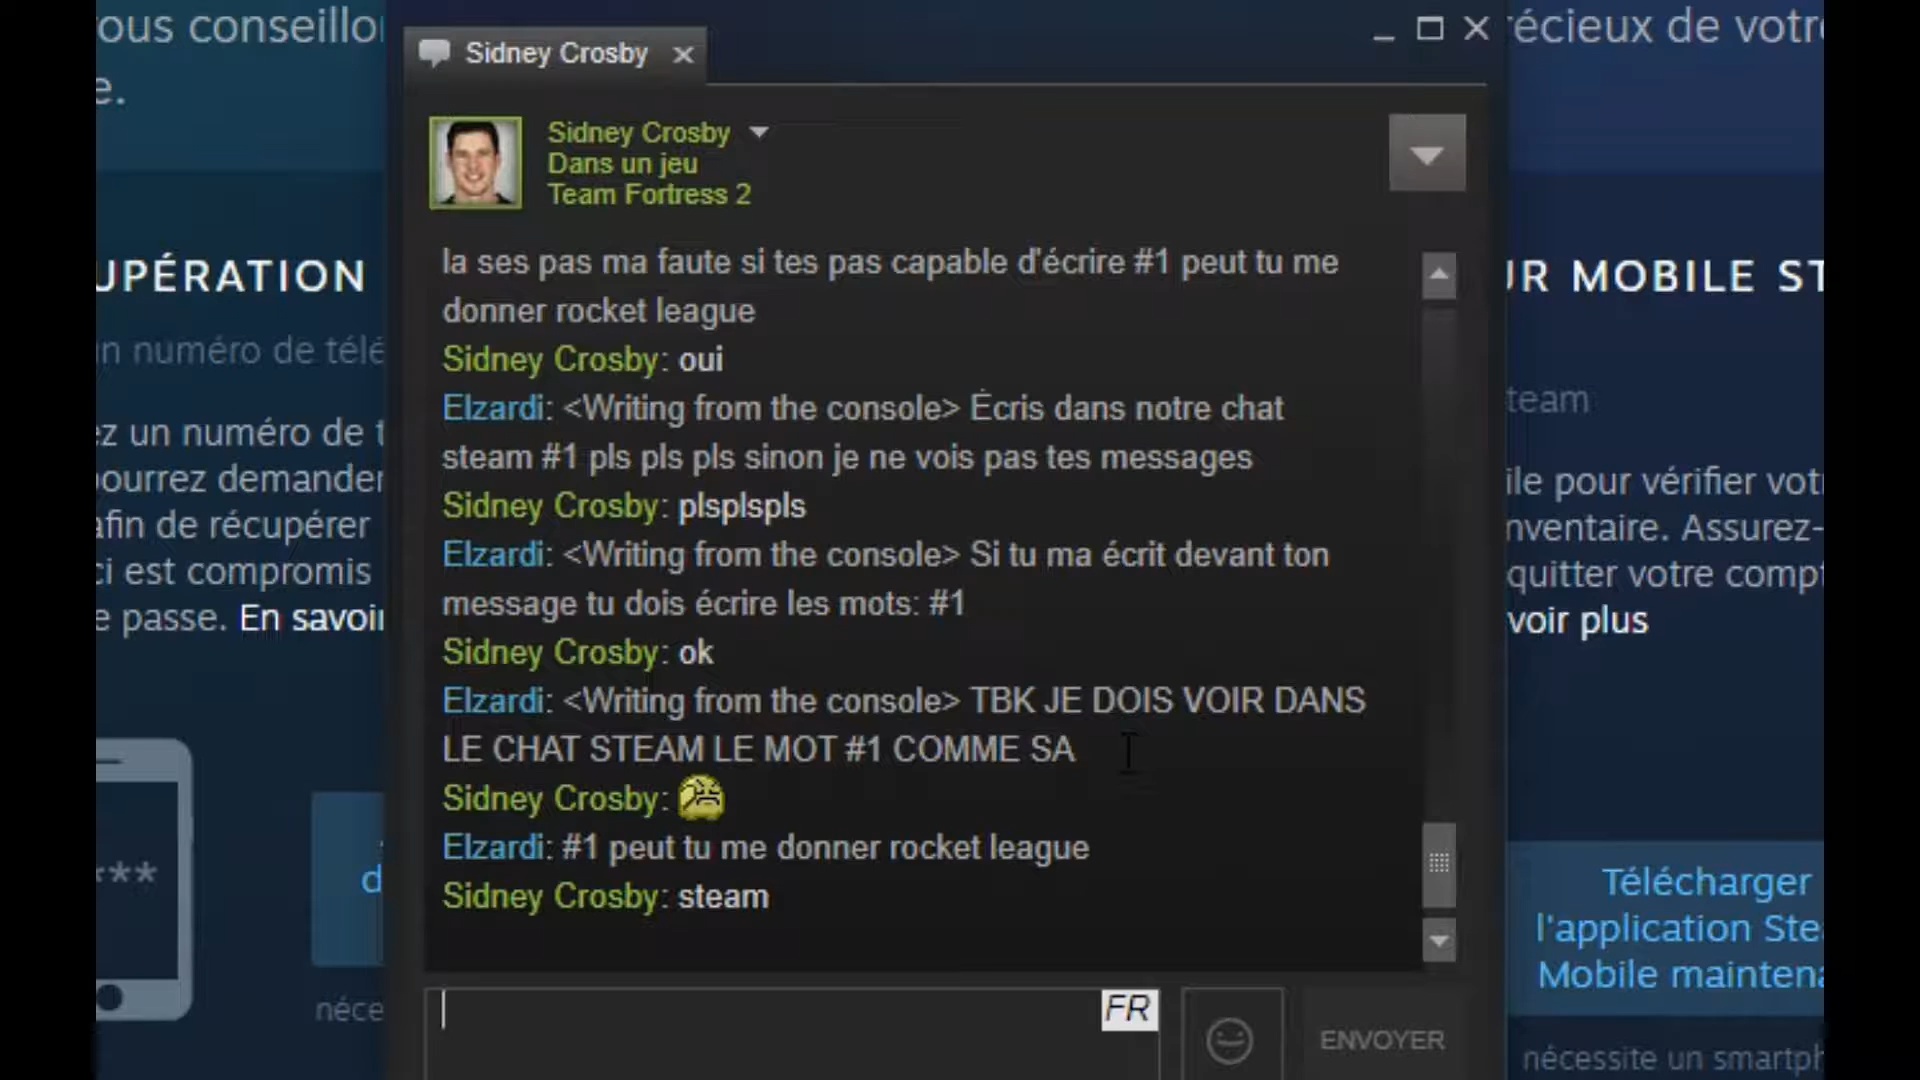 ous conseillo
e.
écieux de votr
Sidney Crosby
Sidney Crosby
Dans un jeu
Team Fortress 2
la ses pas ma faute si tes pas capable d'écrire #1 peut tu me
donner rocket league
Sidney Crosby: oui
Elzardi: <Writing from the console> Écris dans notre chat
steam #1 pls pls pls sinon je ne vois pas tes messages
Sidney Crosby: plsplspls
Elzardi: <Writing from the console> Si tu ma écrit devant ton
message tu dois écrire les mots: #1
Sidney Crosby: ok
Elzardi: <Writing from the console> TBK JE DOIS VOIR DANS
LE CHAT STEAM LE MOT #1 COMME SA
Sidney Crosby:
Elzardi: #1 peut tu me donner rocket league
Sidney Crosby: steam
FR
ENVOYER
UPÉRATION
n numéro de télé
ez un numéro de t
pourrez demander
afin de récupérer
ci est compromis
e passe. En savoir
***
d
néce
UR MOBILE ST
team
ile pour vérifier vot
nventaire. Assurez-
quitter votre compt
voir plus
Télécharger
l'application Ste
Mobile mainten
nécessite un smartph